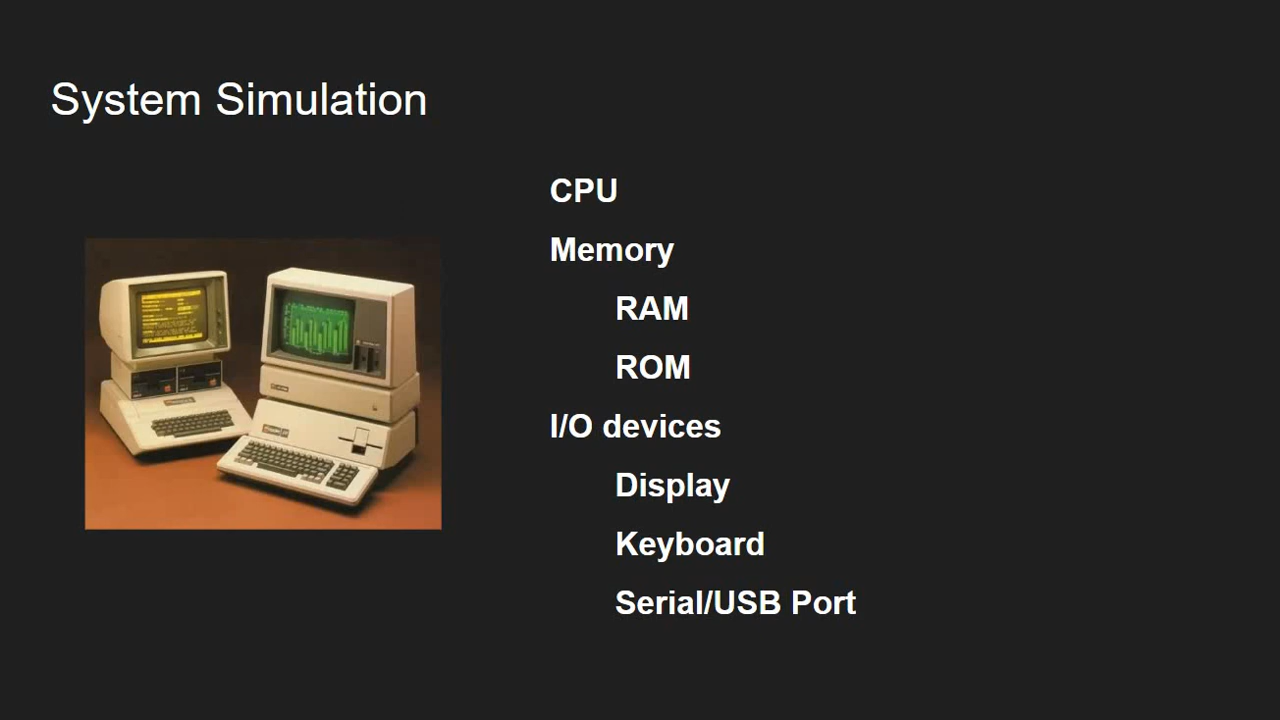 System Simulation
CPU
Memory
RAM
ROM
I/O devices
Display
Keyboard
Serial/USB Port